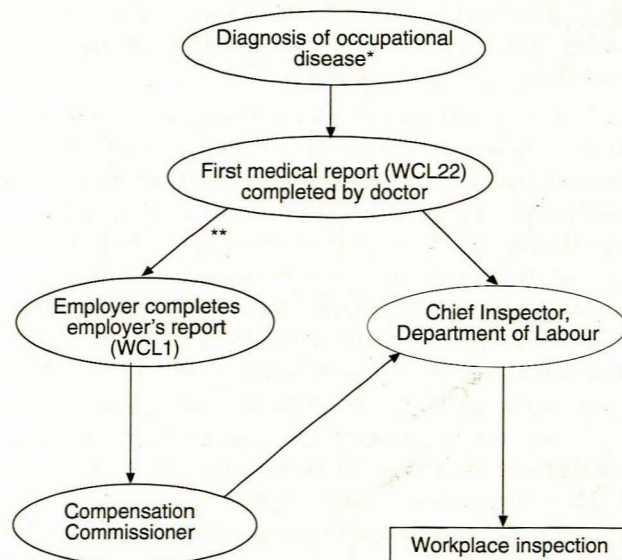 Diagnosis of occupational
disease*
First medical report (WCL22)
completed by doctor
**
Employer completes
employer's report
(WCL1)
Chief Inspector,
Department of Labour
Compensation
Commissioner
Workplace inspection